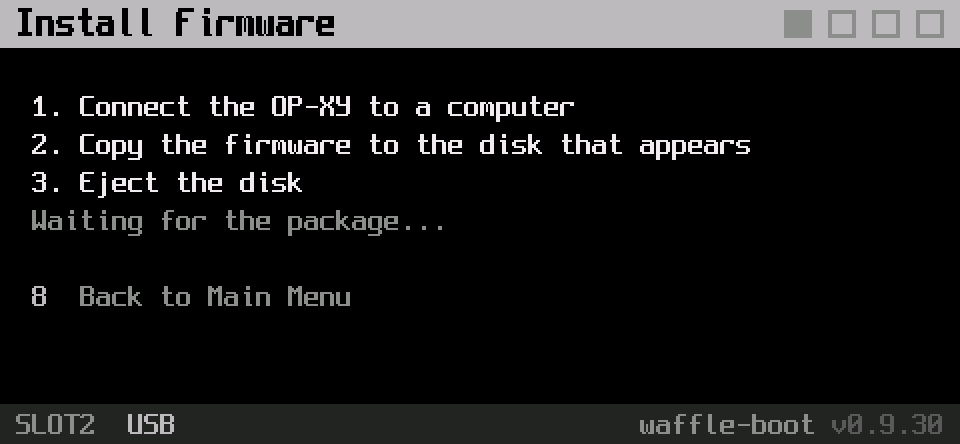 Install Firmware
1. Connect the OP-XY to a computer
2. Copy the firmware to the disk that appears
3. Eject the disk
Waiting for the package...
8 Back to Main Menu
SLOT2 USB waffle-boot v0.9.30